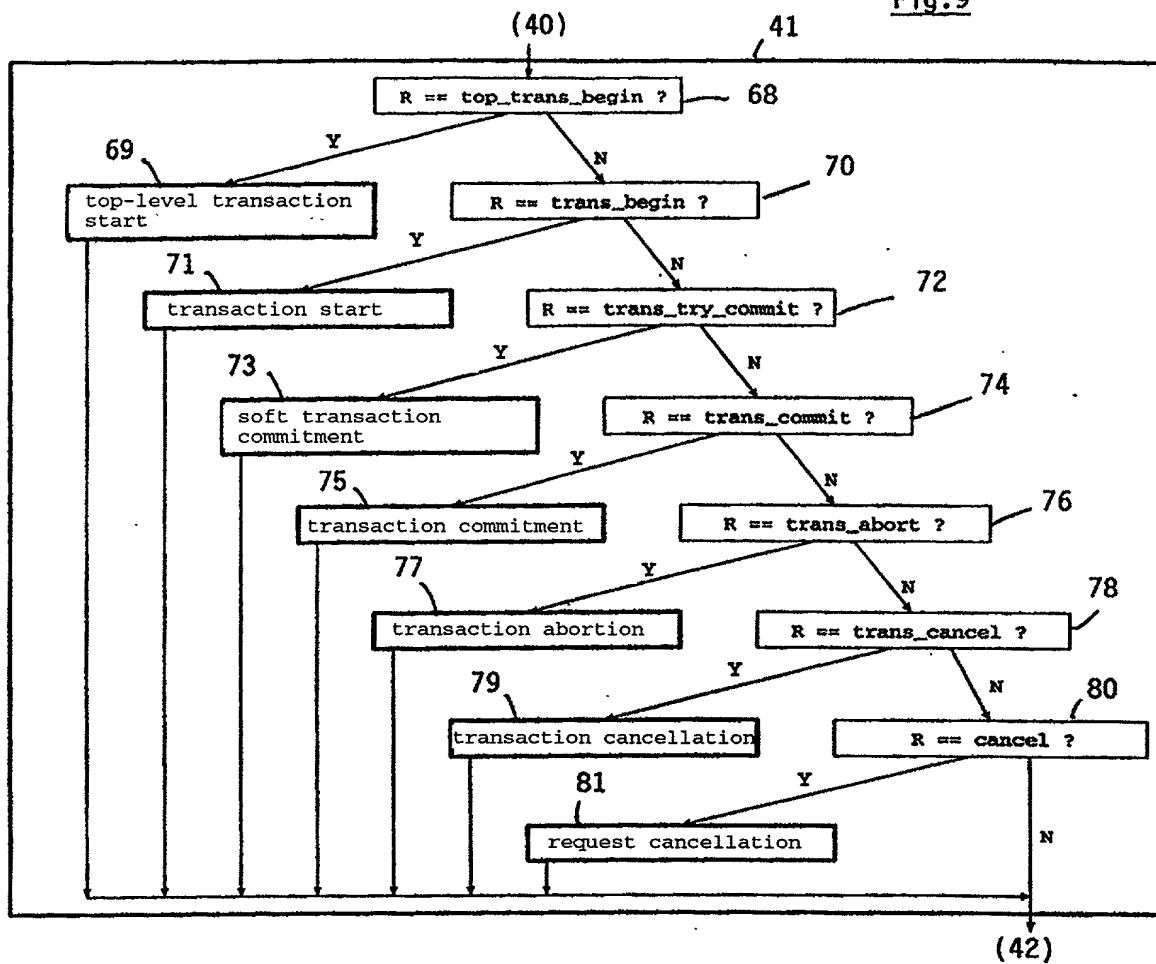 Fig.9
(40)
41
R == top_trans_begin ?
68
Y
N
69
top-level transaction
start
70
R == trans_begin ?
Y
N
71
transaction start
72
R == trans_try_commit ?
Y
N
73
soft transaction
commitment
74
R == trans_commit ?
Y
N
75
transaction commitment
76
R == trans_abort ?
Y
N
77
transaction abortion
78
R == trans_cancel ?
Y
N
79
transaction cancellation
80
R == cancel ?
Y
N
81
request cancellation
(42)